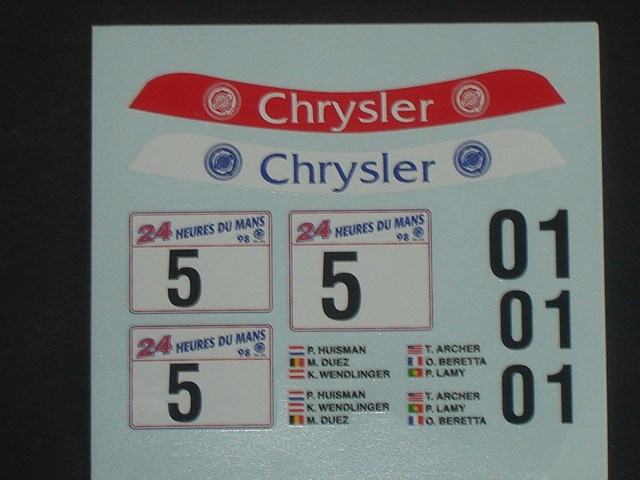 Chrysler
Chrysler
24 HEURES DU MANS
98
5
24 HEURES DU MANS
98
5
01
01
24 HEURES DU MANS
98
5
P. HUISMAN
M. DUEZ
K. WENDLINGER
T. ARCHER
O. BERETTA
P. LAMY
01
P. HUISMAN
K. WENDLINGER
M. DUEZ
T. ARCHER
P. LAMY
O. BERETTA